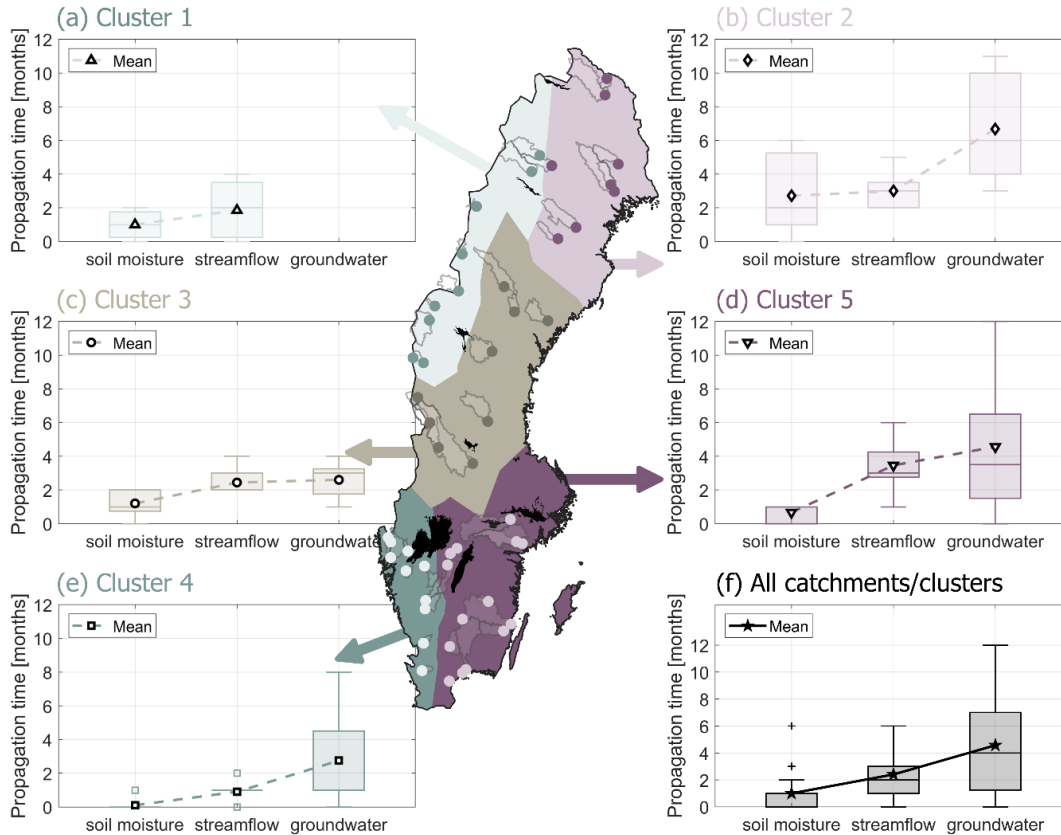 (a) Cluster 1
Propagation time [months]
12
10
8
6
4
2
0
Mean
soil moisture streamflow groundwater
(b) Cluster 2
Propagation time [months]
12
10
8
6
4
2
0
Mean
soil moisture streamflow groundwater
(c) Cluster 3
Propagation time [months]
12
10
8
6
4
2
0
Mean
soil moisture streamflow groundwater
(d) Cluster 5
Propagation time [months]
12
10
8
6
4
2
0
Mean
soil moisture streamflow groundwater
(e) Cluster 4
Propagation time [months]
12
10
8
6
4
2
0
Mean
soil moisture streamflow groundwater
(f) All catchments/clusters
Propagation time [months]
12
10
8
6
4
2
0
Mean
soil moisture streamflow groundwater